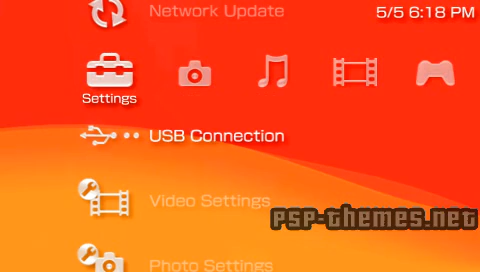 Network Update
5/5 6:18 PM
Settings
USB Connection
Video Settings
PSP-themes.net
Photo Settings